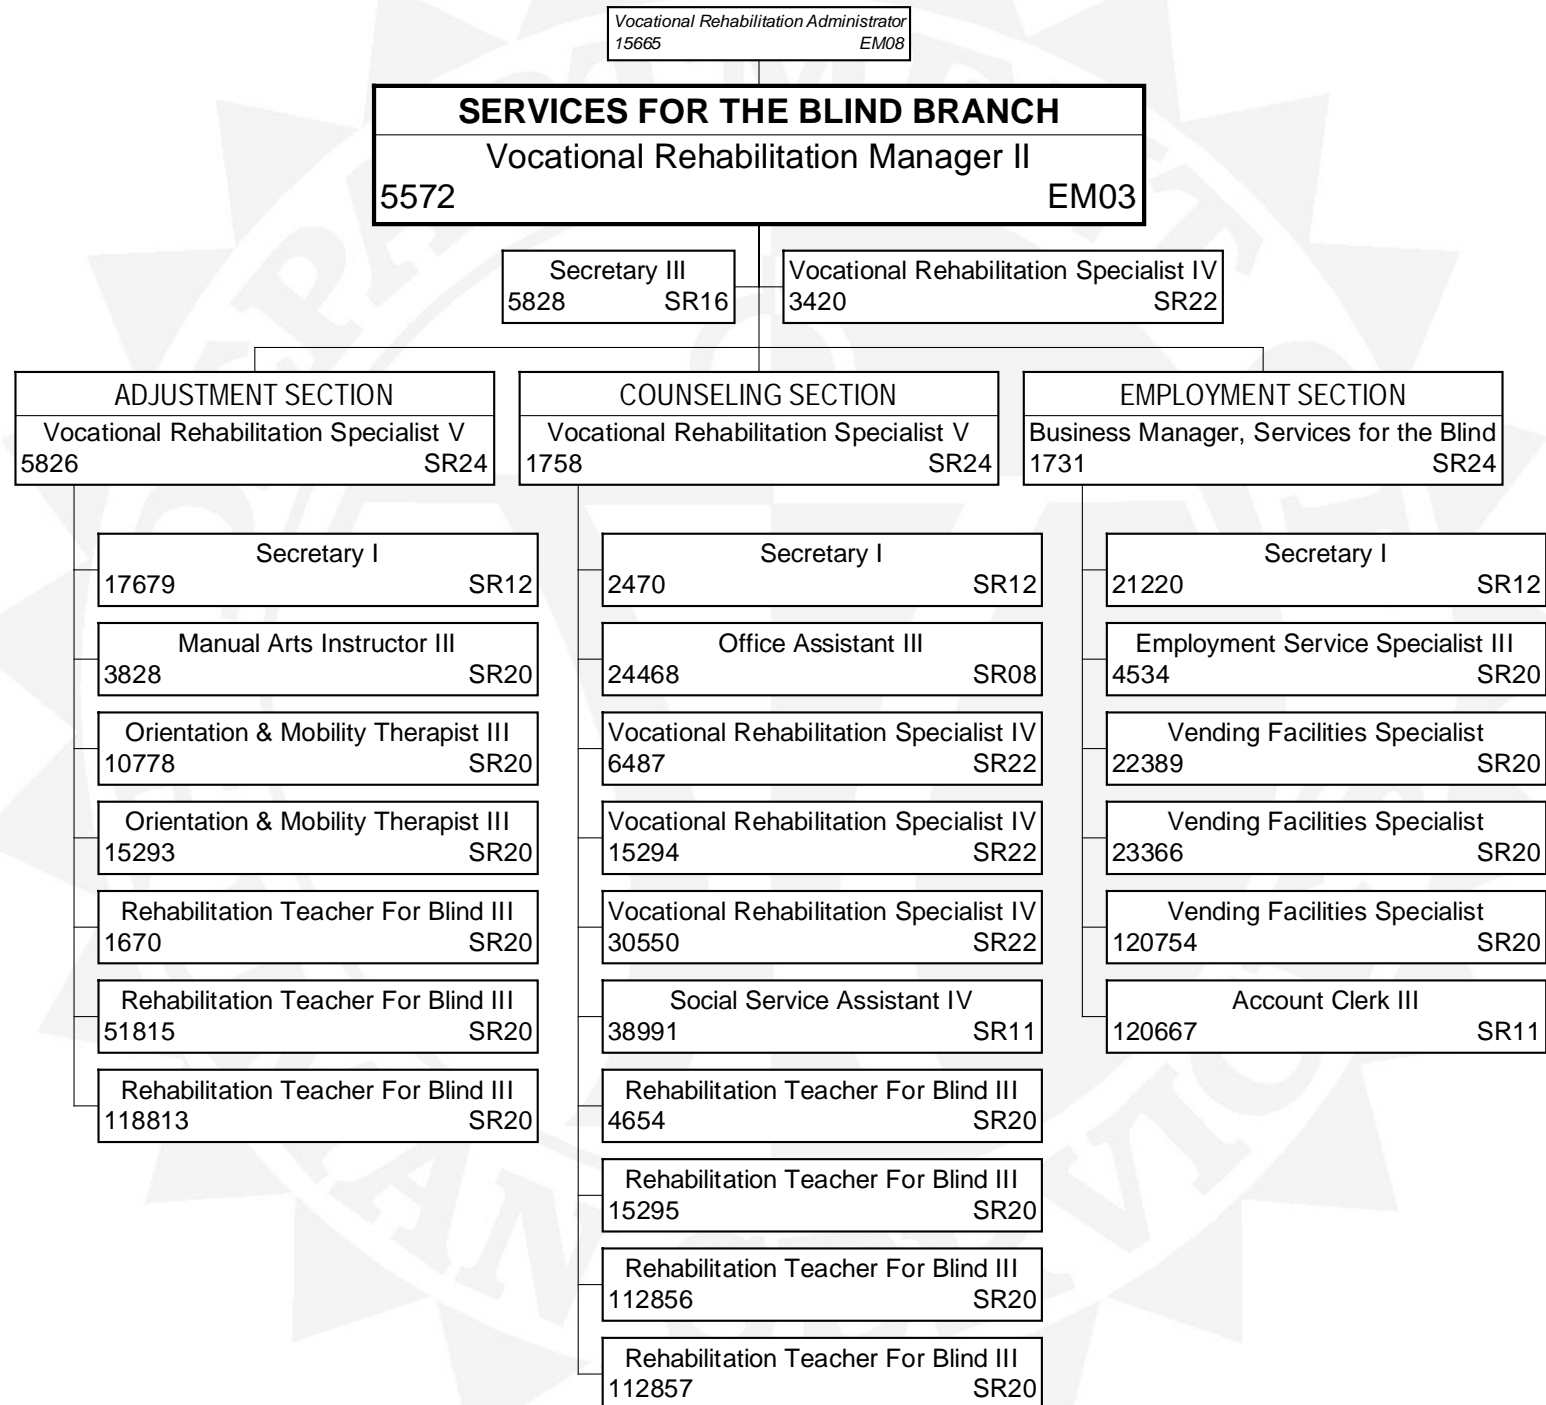 Vocational Rehabilitation Administrator
15665 EM08
SERVICES FOR THE BLIND BRANCH
Vocational Rehabilitation Manager II
5572 EM03
Secretary III
5828 SR16
Vocational Rehabilitation Specialist IV
3420 SR22
ADJUSTMENT SECTION
Vocational Rehabilitation Specialist V
5826 SR24
Secretary I
17679 SR12
Manual Arts Instructor III
3828 SR20
Orientation & Mobility Therapist III
10778 SR20
Orientation & Mobility Therapist III
15293 SR20
Rehabilitation Teacher For Blind III
1670 SR20
Rehabilitation Teacher For Blind III
51815 SR20
Rehabilitation Teacher For Blind III
118813 SR20
COUNSELING SECTION
Vocational Rehabilitation Specialist V
1758 SR24
Secretary I
2470 SR12
Office Assistant III
24468 SR08
Vocational Rehabilitation Specialist IV
6487 SR22
Vocational Rehabilitation Specialist IV
15294 SR22
Vocational Rehabilitation Specialist IV
30550 SR22
Social Service Assistant IV
38991 SR11
Rehabilitation Teacher For Blind III
4654 SR20
Rehabilitation Teacher For Blind III
15295 SR20
Rehabilitation Teacher For Blind III
112856 SR20
Rehabilitation Teacher For Blind III
112857 SR20
EMPLOYMENT SECTION
Business Manager, Services for the Blind
1731 SR24
Secretary I
21220 SR12
Employment Service Specialist III
4534 SR20
Vending Facilities Specialist
22389 SR20
Vending Facilities Specialist
23366 SR20
Vending Facilities Specialist
120754 SR20
Account Clerk III
120667 SR11